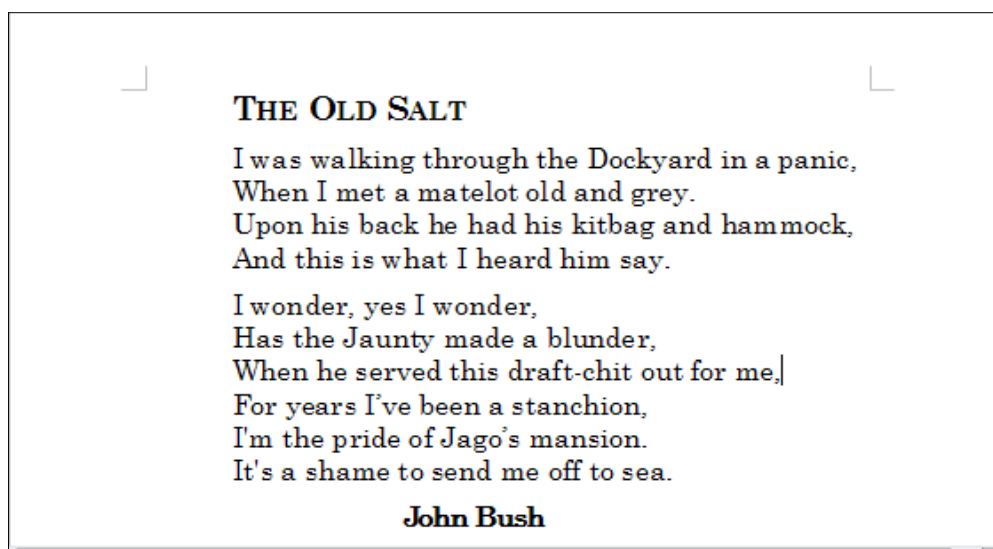 THE OLD SALT
I was walking through the Dockyard in a panic,
When I met a matelot old and grey.
Upon his back he had his kitbag and hammock,
And this is what I heard him say.
I wonder, yes I wonder,
Has the Jaunty made a blunder,
When he served this draft-chit out for me,
For years I’ve been a stanchion,
I'm the pride of Jago’s mansion.
It's a shame to send me off to sea.
John Bush